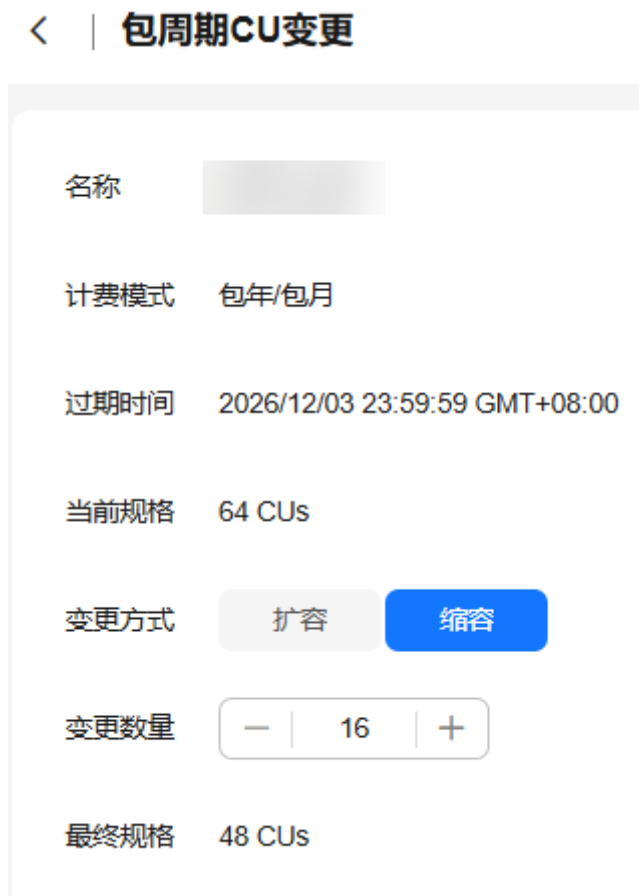 包周期CU变更
名称
计费模式 包年/包月
过期时间 2026/12/03 23:59:59 GMT+08:00
当前规格 64 CUs
变更方式 扩容 缩容
变更数量 16
最终规格 48 CUs